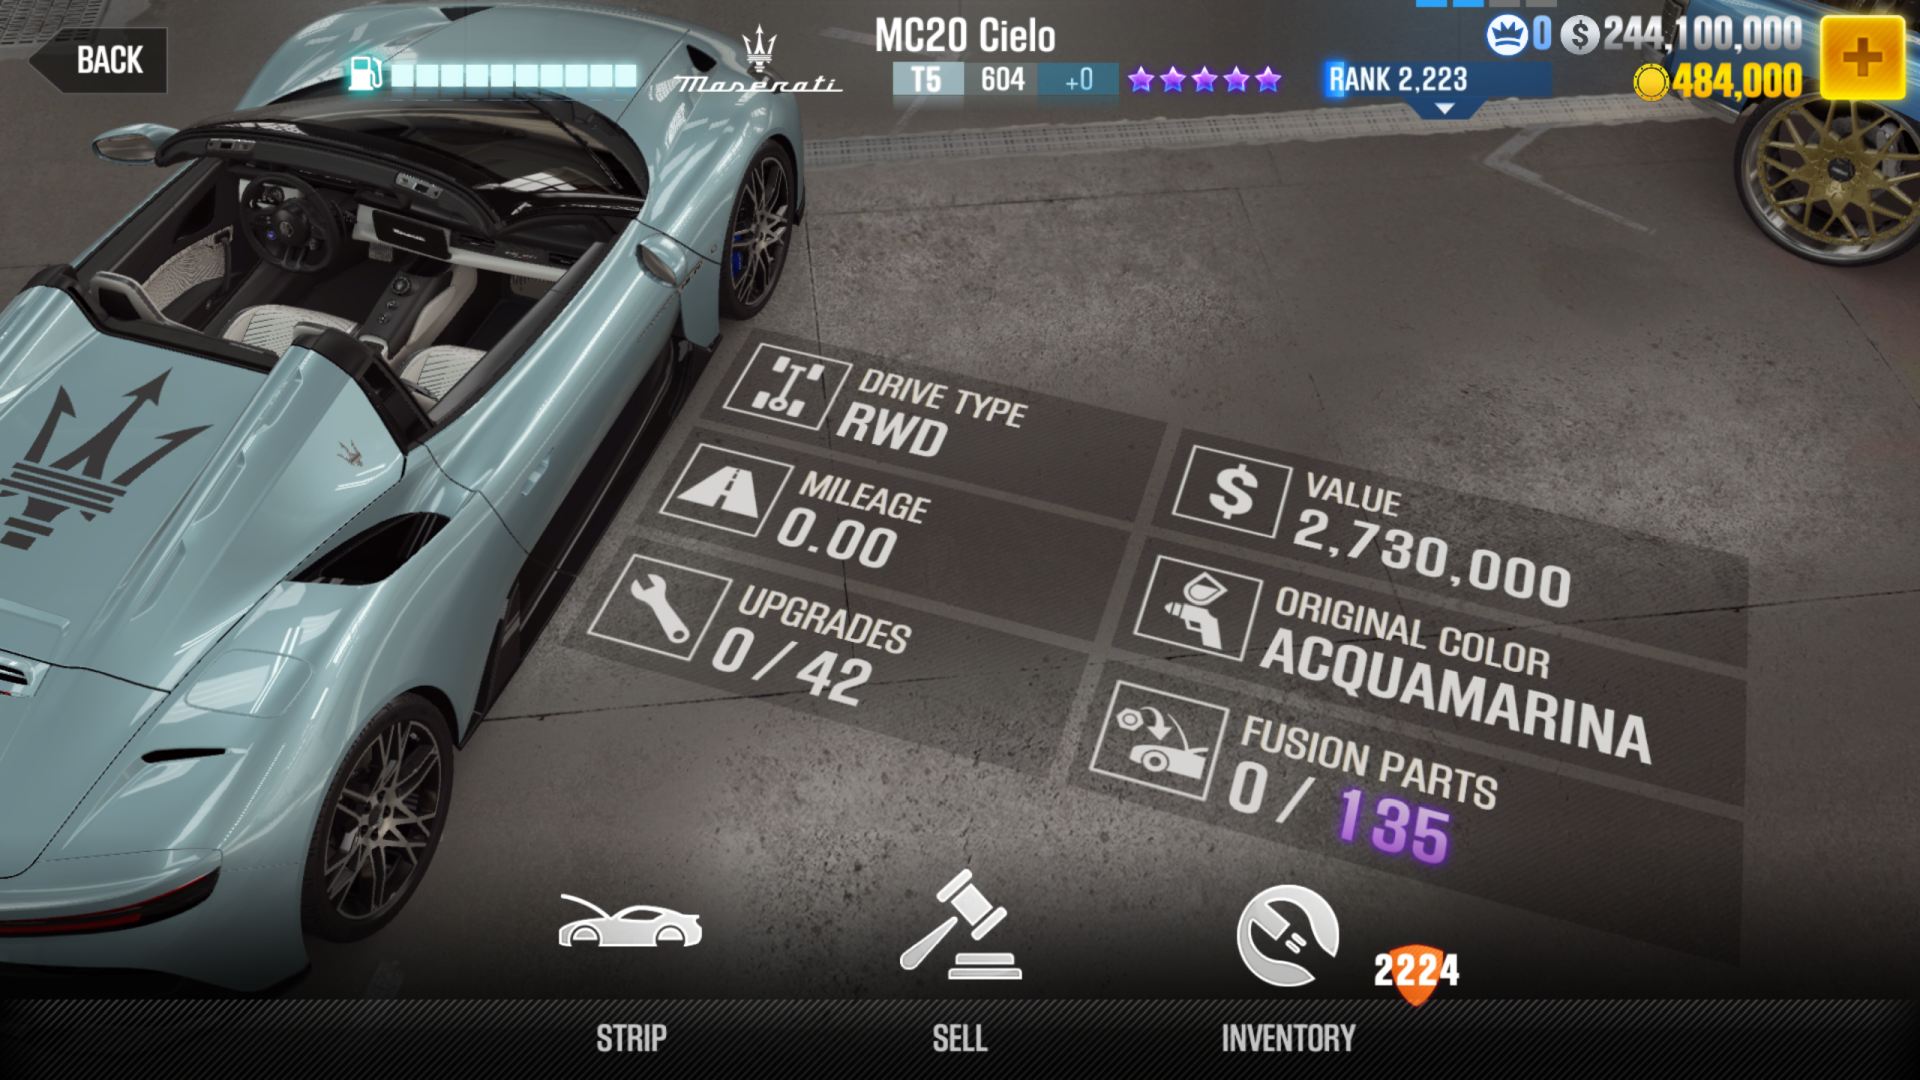 BACK
Maserati
MC20 Cielo
T5 604 +0
RANK 2,223
0
244,100,000
484,000
DRIVE TYPE
RWD
MILEAGE
0.00
UPGRADES
0 / 42
VALUE
2,730,000
ORIGINAL COLOR
ACQUAMARINA
FUSION PARTS
0 / 135
2224
STRIP
SELL
INVENTORY